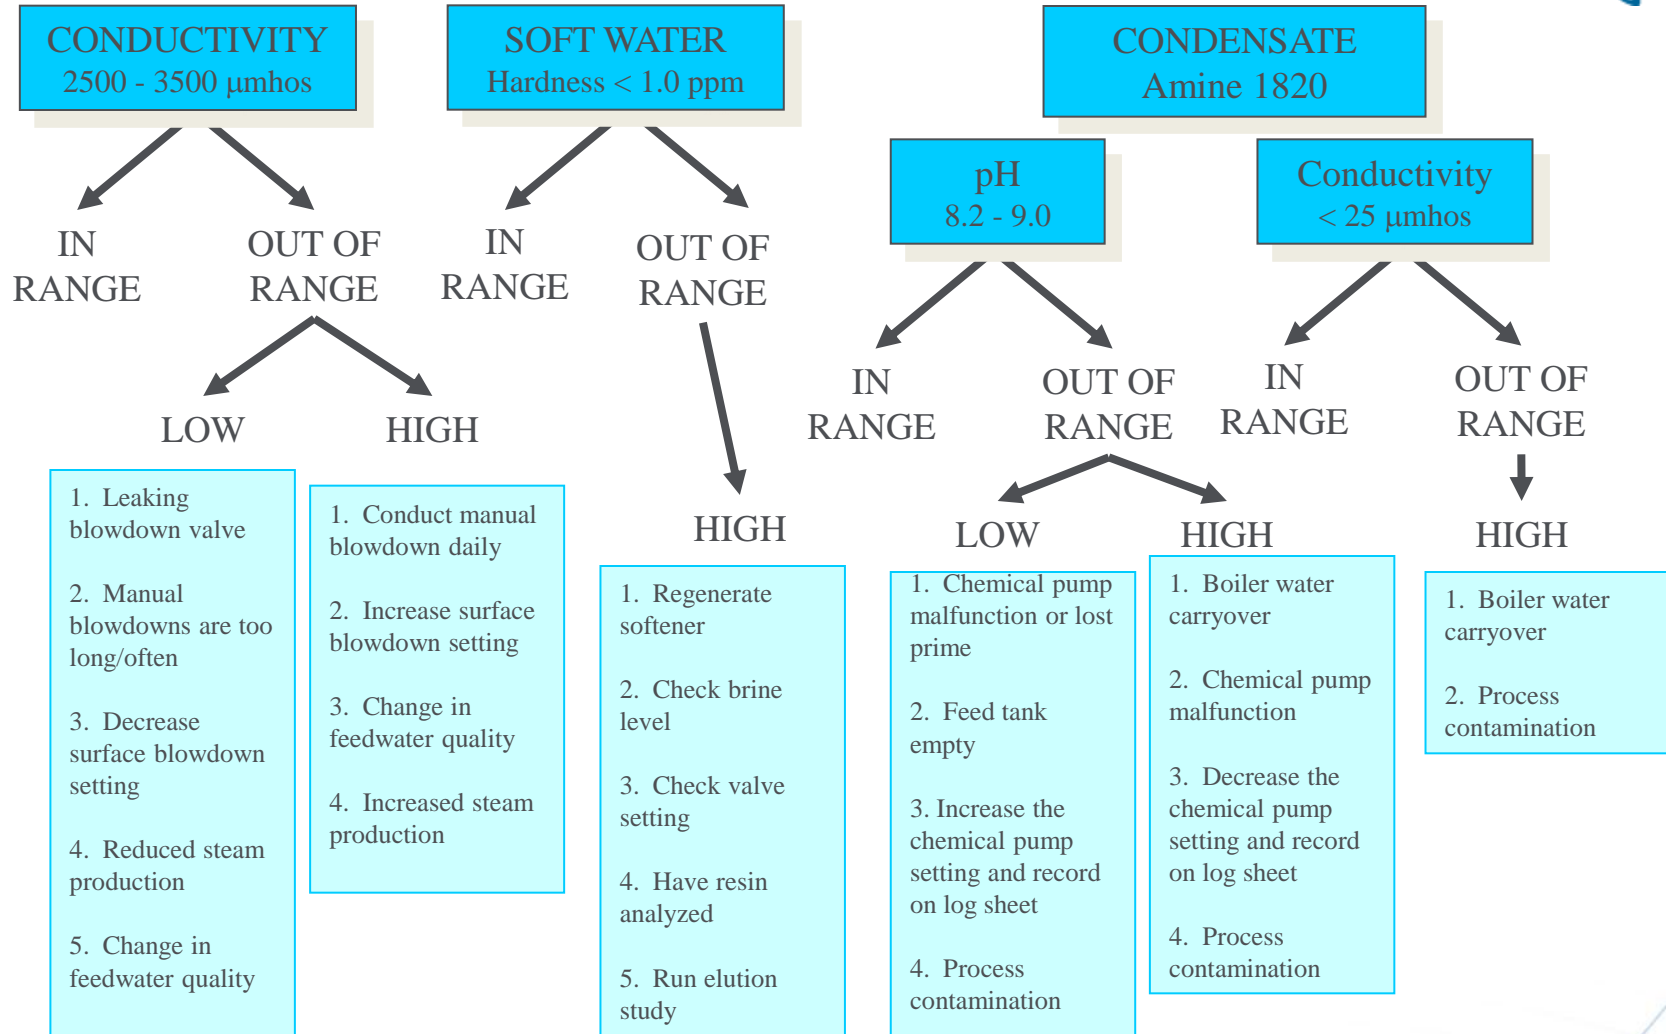 CONDUCTIVITY
2500 - 3500 µmhos
IN
RANGE
OUT OF
RANGE
LOW
HIGH
1. Leaking
blowdown valve
2. Manual
blowdowns are too
long/often
3. Decrease
surface blowdown
setting
4. Reduced steam
production
5. Change in
feedwater quality
1. Conduct manual
blowdown daily
2. Increase surface
blowdown setting
3. Change in
feedwater quality
4. Increased steam
production
SOFT WATER
Hardness < 1.0 ppm
IN
RANGE
OUT OF
RANGE
HIGH
1. Regenerate
softener
2. Check brine
level
3. Check valve
setting
4. Have resin
analyzed
5. Run elution
study
CONDENSATE
Amine 1820
pH
8.2 - 9.0
IN
RANGE
OUT OF
RANGE
LOW
HIGH
1. Chemical pump
malfunction or lost
prime
2. Feed tank
empty
3. Increase the
chemical pump
setting and record
on log sheet
4. Process
contamination
1. Boiler water
carryover
2. Chemical pump
malfunction
3. Decrease the
chemical pump
setting and record
on log sheet
4. Process
contamination
Conductivity
< 25 µmhos
IN
RANGE
OUT OF
RANGE
HIGH
1. Boiler water
carryover
2. Process
contamination